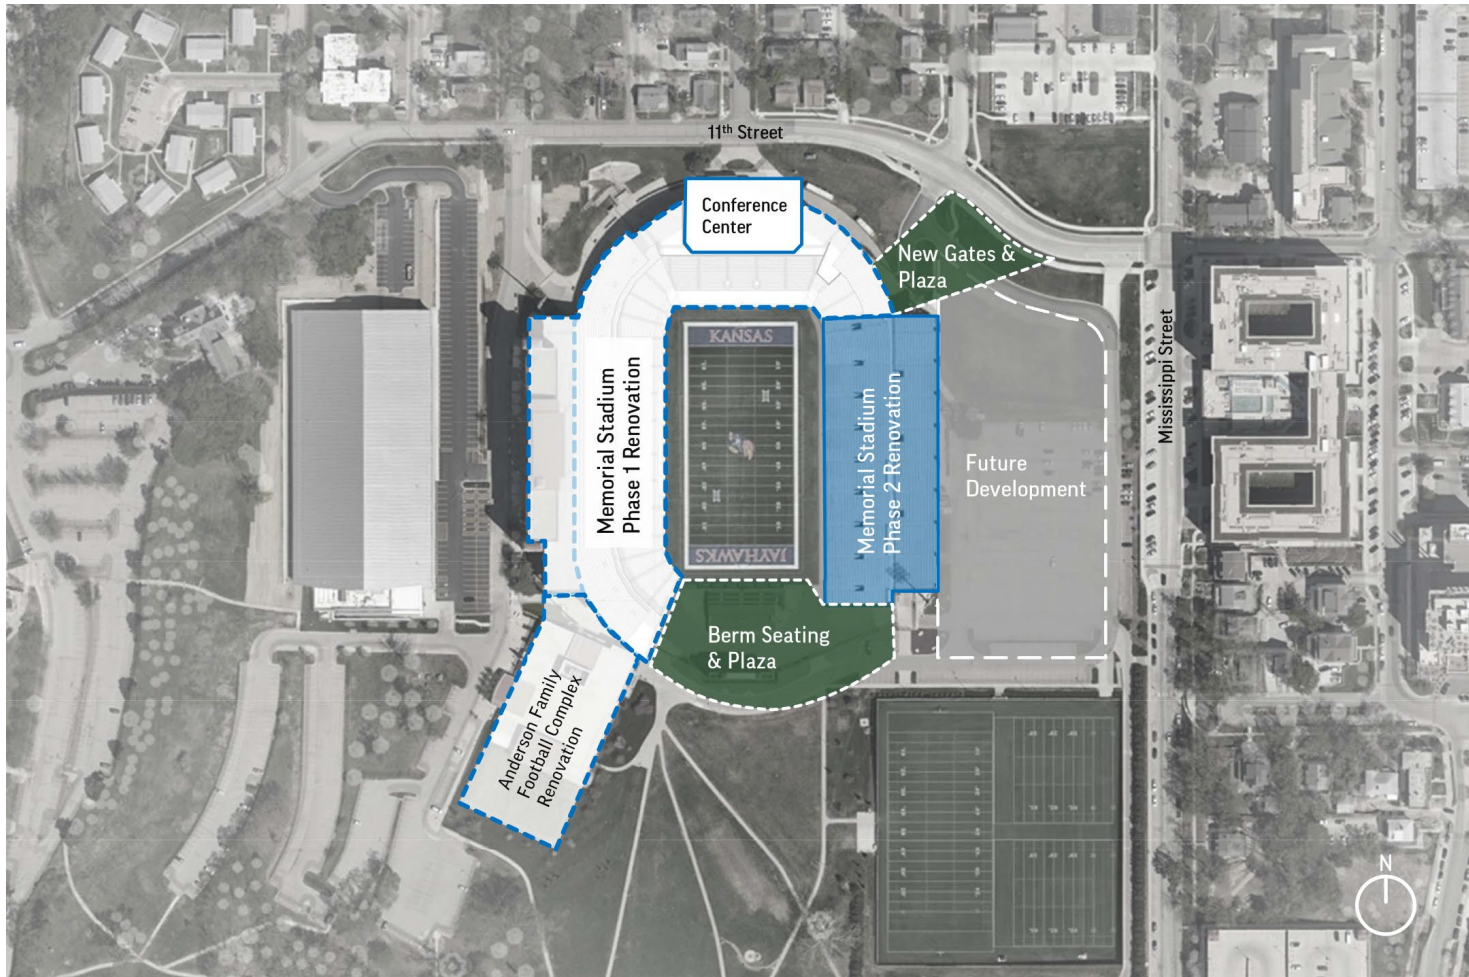 11th Street
Conference
Center
New Gates &
Plaza
KANSAS
Memorial Stadium
Phase 1 Renovation
Memorial Stadium
Phase 2 Renovation
Future
Development
Mississippi Street
JAYHAWKS
Berm Seating
& Plaza
Anderson Family
Football Complex
Renovation
N